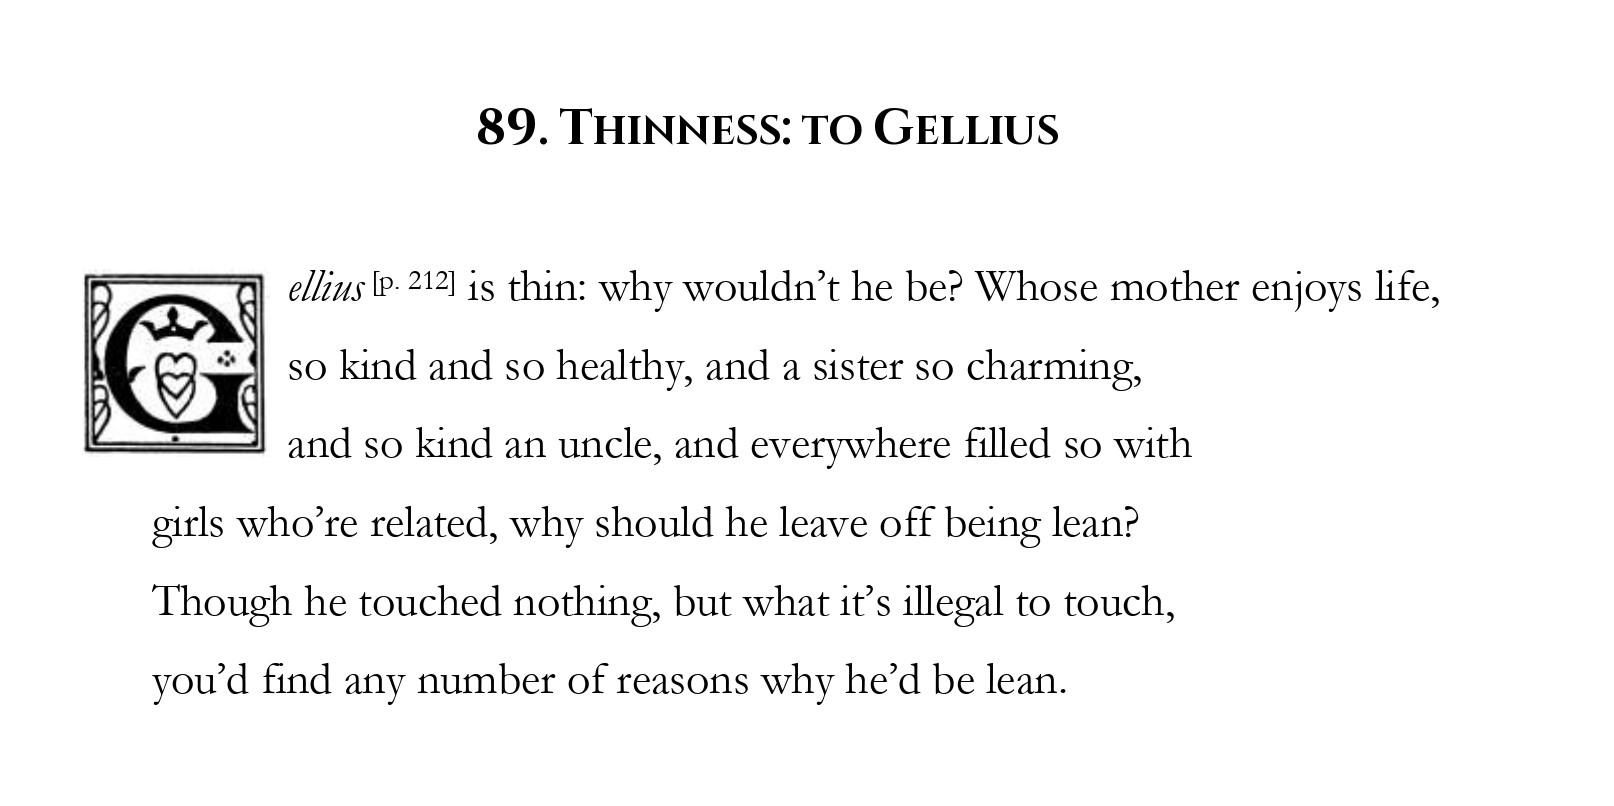 89. Thinness: to Gellius
Gellius [p. 212] is thin: why wouldn’t he be? Whose mother enjoys life,
so kind and so healthy, and a sister so charming,
and so kind an uncle, and everywhere filled so with
girls who’re related, why should he leave off being lean?
Though he touched nothing, but what it’s illegal to touch,
you’d find any number of reasons why he’d be lean.